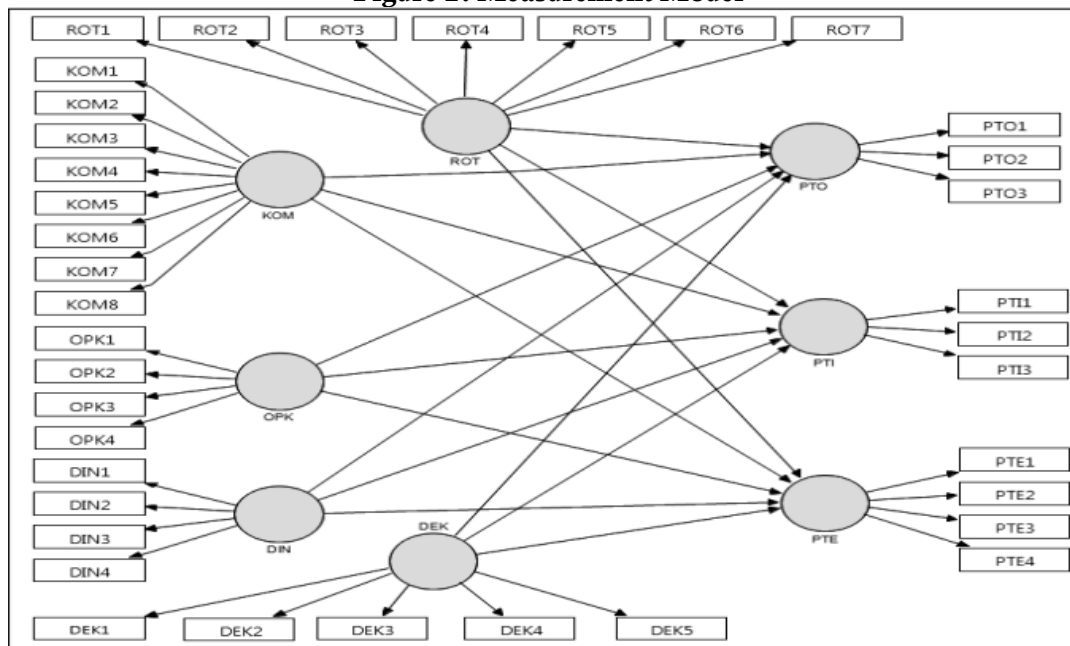 Figure 2: Measurement Model
ROT1 ROT2 ROT3 ROT4 ROT5 ROT6 ROT7
KOM1
KOM2
KOM3
KOM4
KOM5
KOM6
KOM7
KOM8
ROT
KOM
PTO
PTO1
PTO2
PTO3
OPK1
OPK2
OPK3
OPK4
OPK
PTI
PTI1
PTI2
PTI3
DIN1
DIN2
DIN3
DIN4
DIN
DEK
PTE
PTE1
PTE2
PTE3
PTE4
DEK1 DEK2 DEK3 DEK4 DEK5